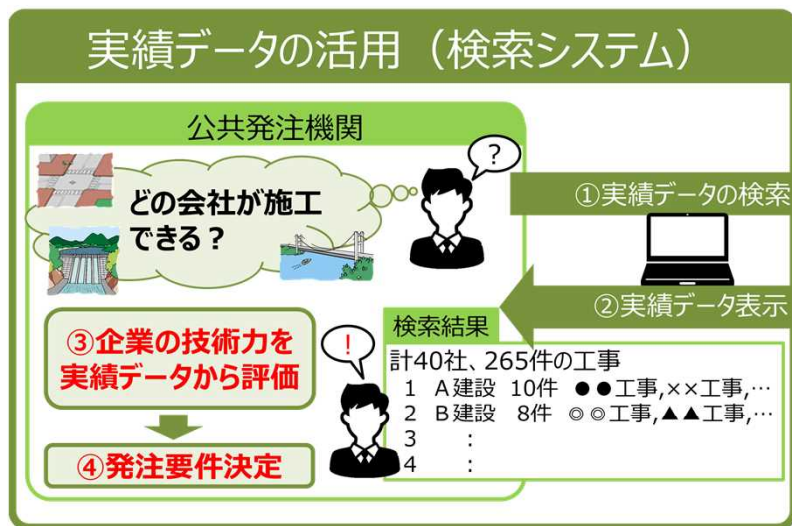 実績データの活用（検索システム）
公共発注機関
どの会社が施工
できる？
?
①実績データの検索
②実績データ表示
検索結果
計40社、265件の工事
1 A建設 10件 ●●工事,××工事,…
2 B建設 8件 ◎◎工事,▲▲工事,…
3 :
4 :
!
③企業の技術力を
実績データから評価
④発注要件決定